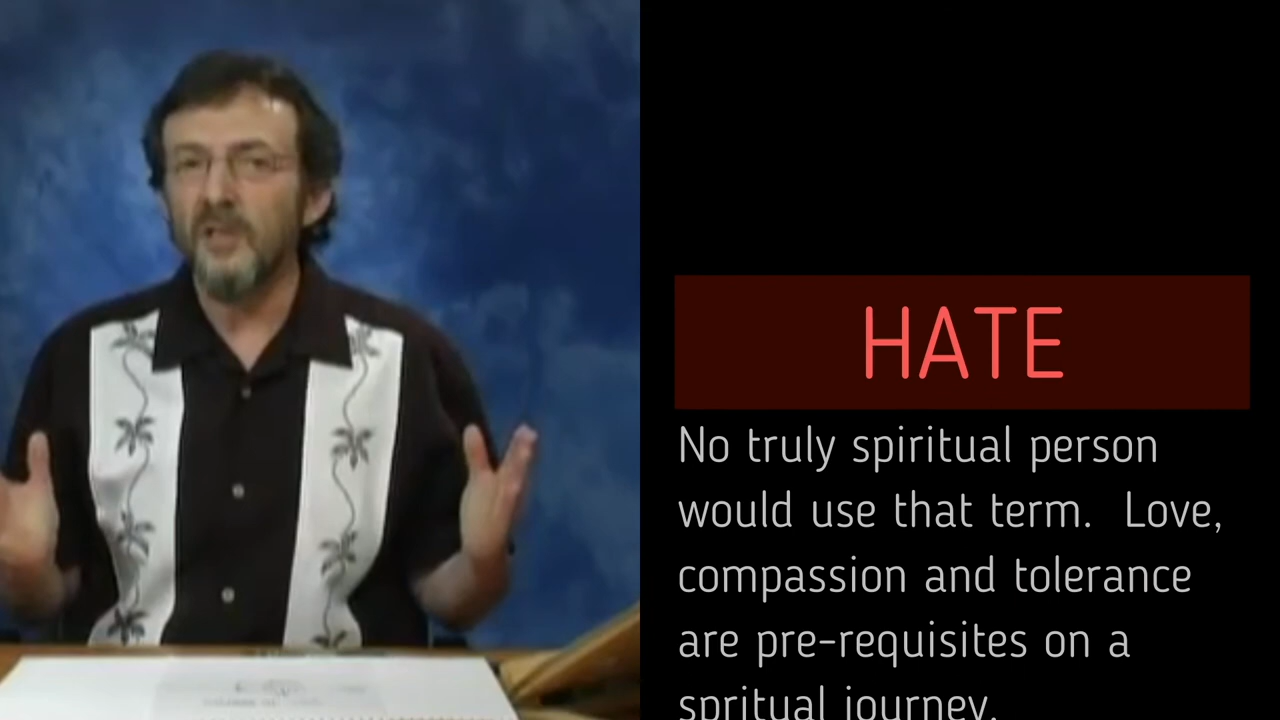 HATE
No truly spiritual person
would use that term.  Love,
compassion and tolerance
are pre-requisites on a
spritual journey.